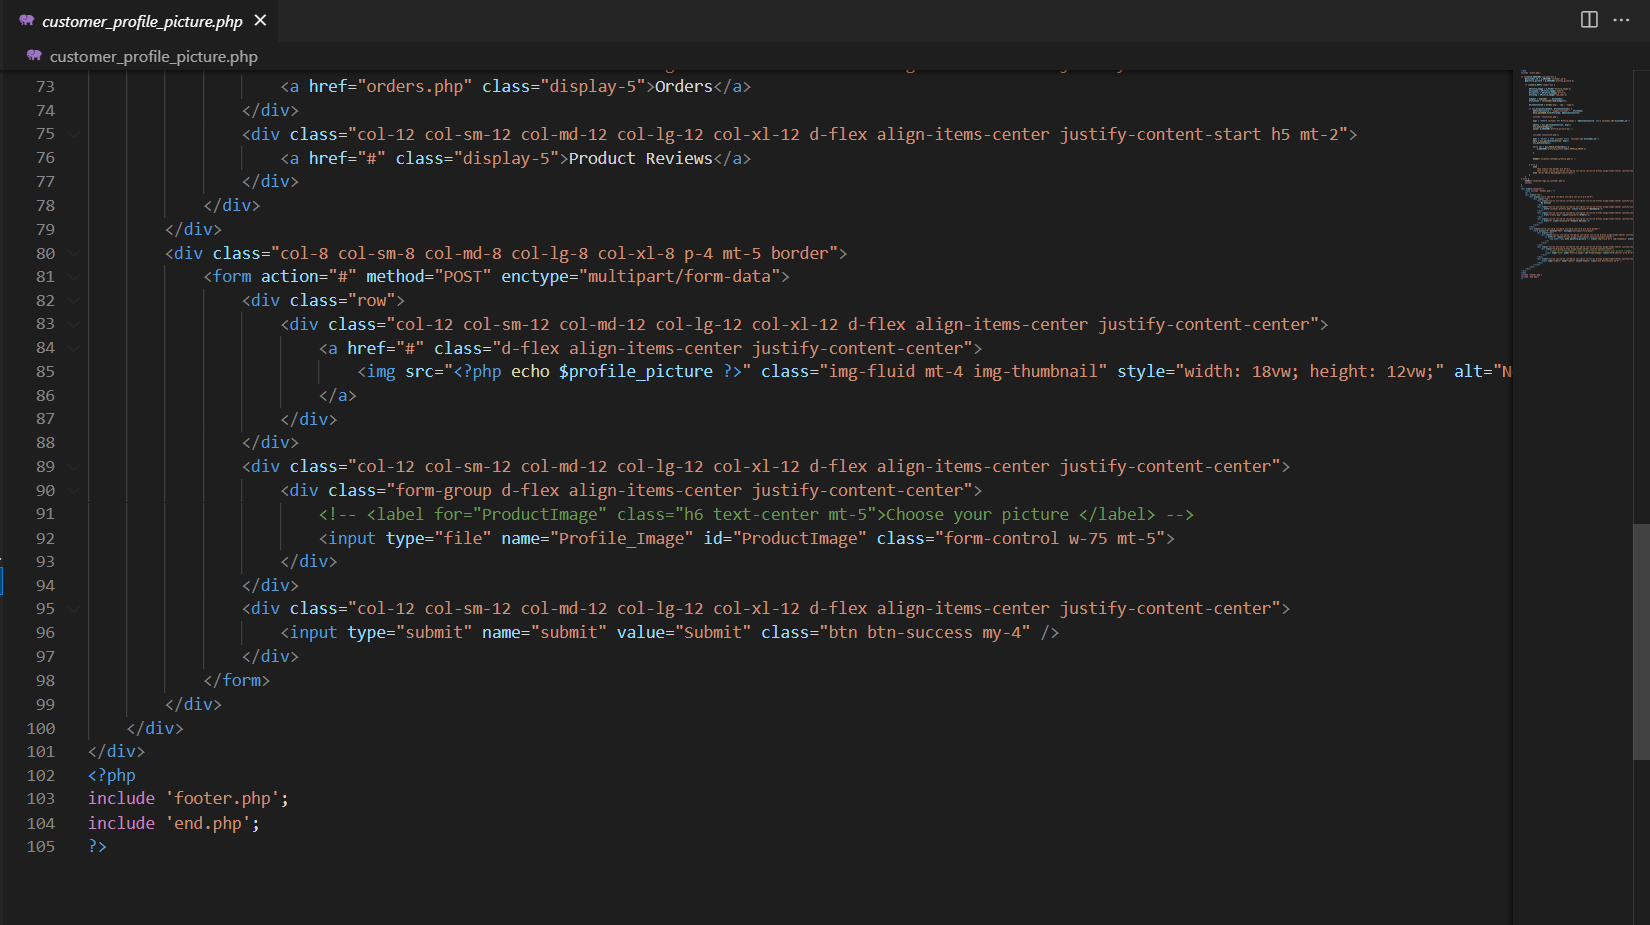 customer_profile_picture.php
customer_profile_picture.php
73 <a href="orders.php" class="display-5">Orders</a>
74 </div>
75 <div class="col-12 col-sm-12 col-md-12 col-lg-12 col-xl-12 d-flex align-items-center justify-content-start h5 mt-2">
76 <a href="#" class="display-5">Product Reviews</a>
77 </div>
78 </div>
79 </div>
80 <div class="col-8 col-sm-8 col-md-8 col-lg-8 col-xl-8 p-4 mt-5 border">
81 <form action="#" method="POST" enctype="multipart/form-data">
82 <div class="row">
83 <div class="col-12 col-sm-12 col-md-12 col-lg-12 col-xl-12 d-flex align-items-center justify-content-center">
84 <a href="#" class="d-flex align-items-center justify-content-center">
85 <img src="<?php echo $profile_picture ?>" class="img-fluid mt-4 img-thumbnail" style="width: 18vw; height: 12vw;" alt="N
86 </a>
87 </div>
88 </div>
89 <div class="col-12 col-sm-12 col-md-12 col-lg-12 col-xl-12 d-flex align-items-center justify-content-center">
90 <div class="form-group d-flex align-items-center justify-content-center">
91 <!-- <label for="ProductImage" class="h6 text-center mt-5">Choose your picture </label> -->
92 <input type="file" name="Profile_Image" id="ProductImage" class="form-control w-75 mt-5">
93 </div>
94 </div>
95 <div class="col-12 col-sm-12 col-md-12 col-lg-12 col-xl-12 d-flex align-items-center justify-content-center">
96 <input type="submit" name="submit" value="Submit" class="btn btn-success my-4" />
97 </div>
98 </form>
99 </div>
100 </div>
101 </div>
102 <?php
103 include 'footer.php';
104 include 'end.php';
105 ?>